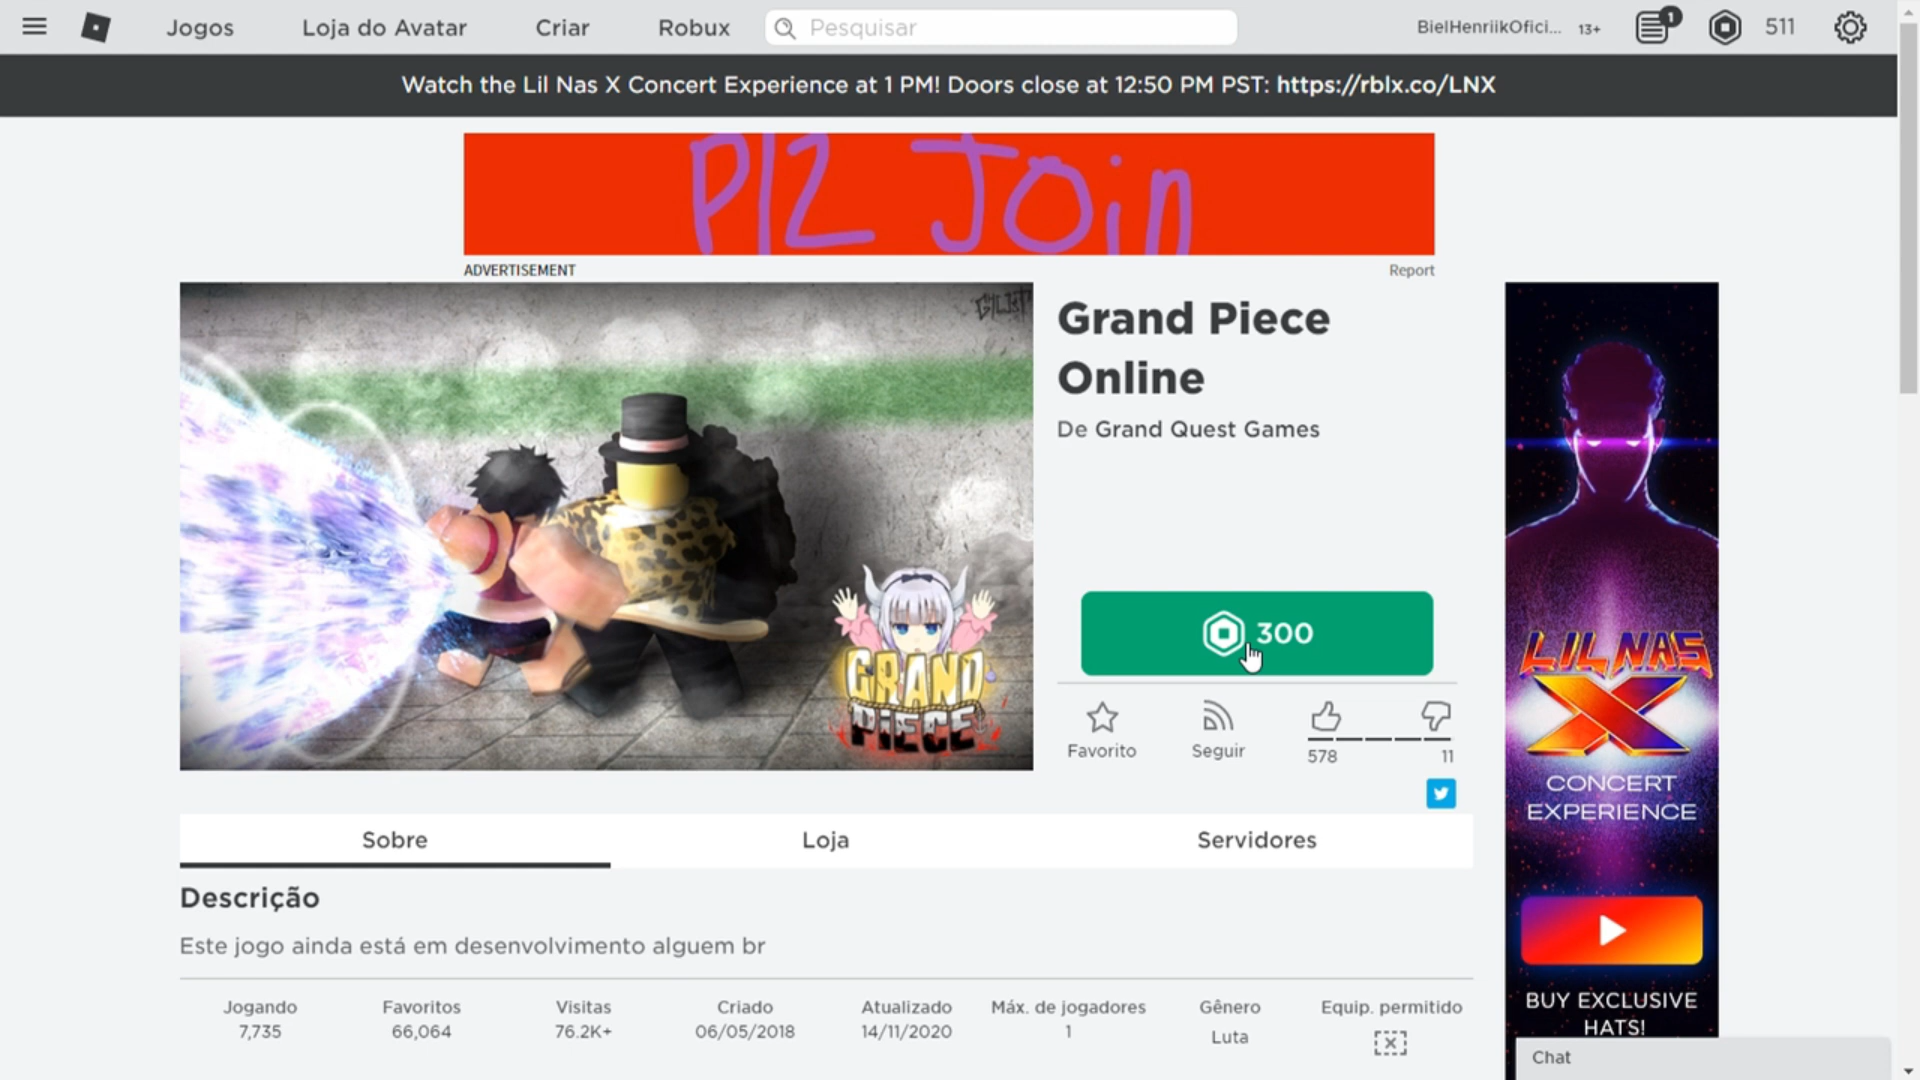 Jogos
Loja do Avatar
Criar
Robux
Pesquisar
BielHenriikOfici...
13+
1
511
Watch the Lil Nas X Concert Experience at 1 PM! Doors close at 12:50 PM PST: https://rblx.co/LNX
PlZ Join
ADVERTISEMENT
Report
GRAND
PIECE
Grand Piece
Online
De Grand Quest Games
300
Favorito
Seguir
578
11
LIL NAS
X
CONCERT
EXPERIENCE
BUY EXCLUSIVE
HATS!
Sobre
Loja
Servidores
Descrição
Este jogo ainda está em desenvolvimento alguem br
Jogando
7,735
Favoritos
66,064
Visitas
76.2K+
Criado
06/05/2018
Atualizado
14/11/2020
Máx. de jogadores
1
Gênero
Luta
Equip. permitido
Chat